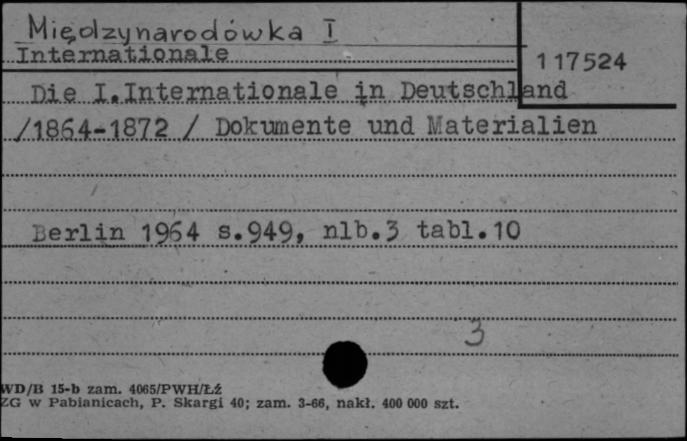 Międzynarodówka I
Internationale
117524
Die I.Internationale in Deutschland
/1864-1872 / Dokumente und Materialien
Berlin 1964 s.949, nlb.3 tabl.10
3
WD/B 15-b zam. 4065/PWH/Łź
ZG w Pabianicach, P. Skargi 40; zam. 3-66, nakł. 400 000 szt.